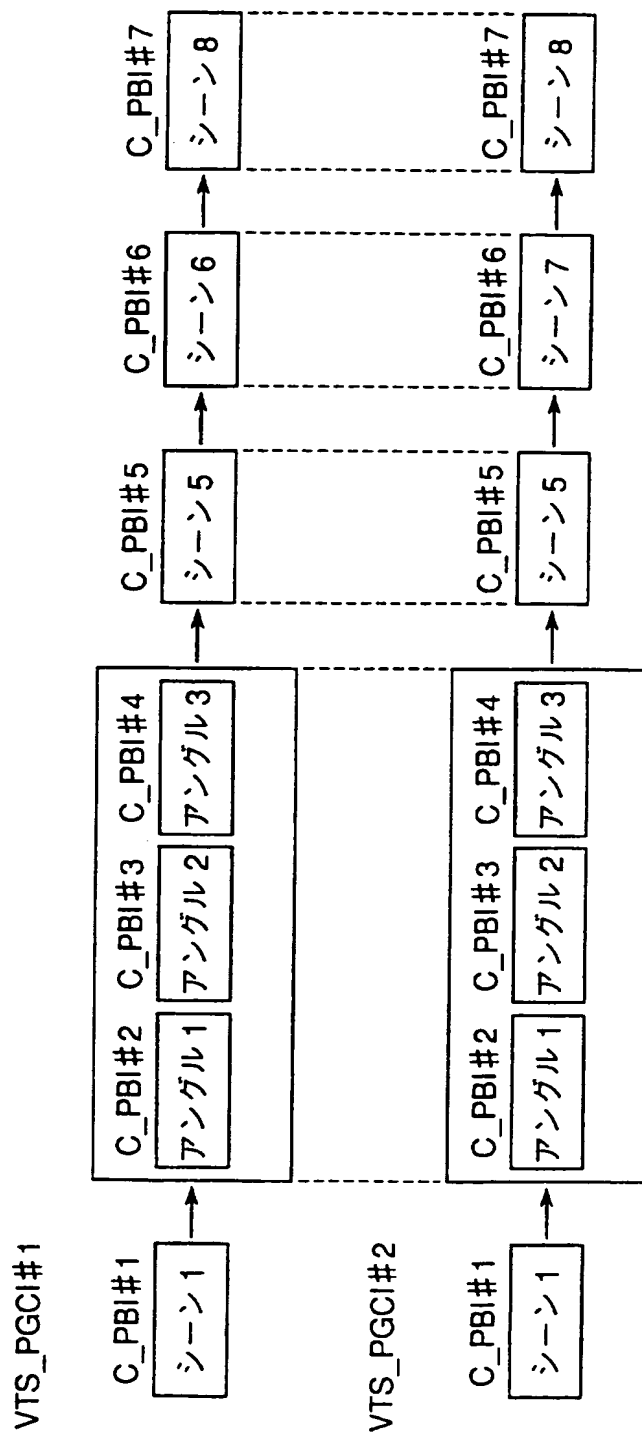 VTS_PGCI#1
C_PBI#1
シーン1
C_PBI#2
アングル1
C_PBI#3
アングル2
C_PBI#4
アングル3
C_PBI#5
シーン5
C_PBI#6
シーン6
C_PBI#7
シーン8
VTS_PGCI#2
C_PBI#1
シーン1
C_PBI#2
アングル1
C_PBI#3
アングル2
C_PBI#4
アングル3
C_PBI#5
シーン5
C_PBI#6
シーン7
C_PBI#7
シーン8